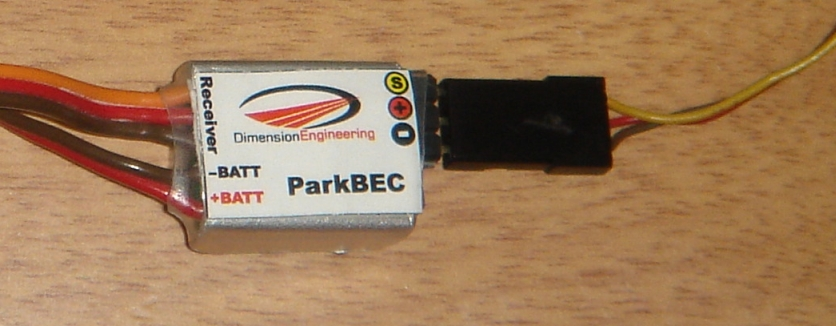 Receiver
DimensionEngineering
-BATT
+BATT
ParkBEC
S
+
-